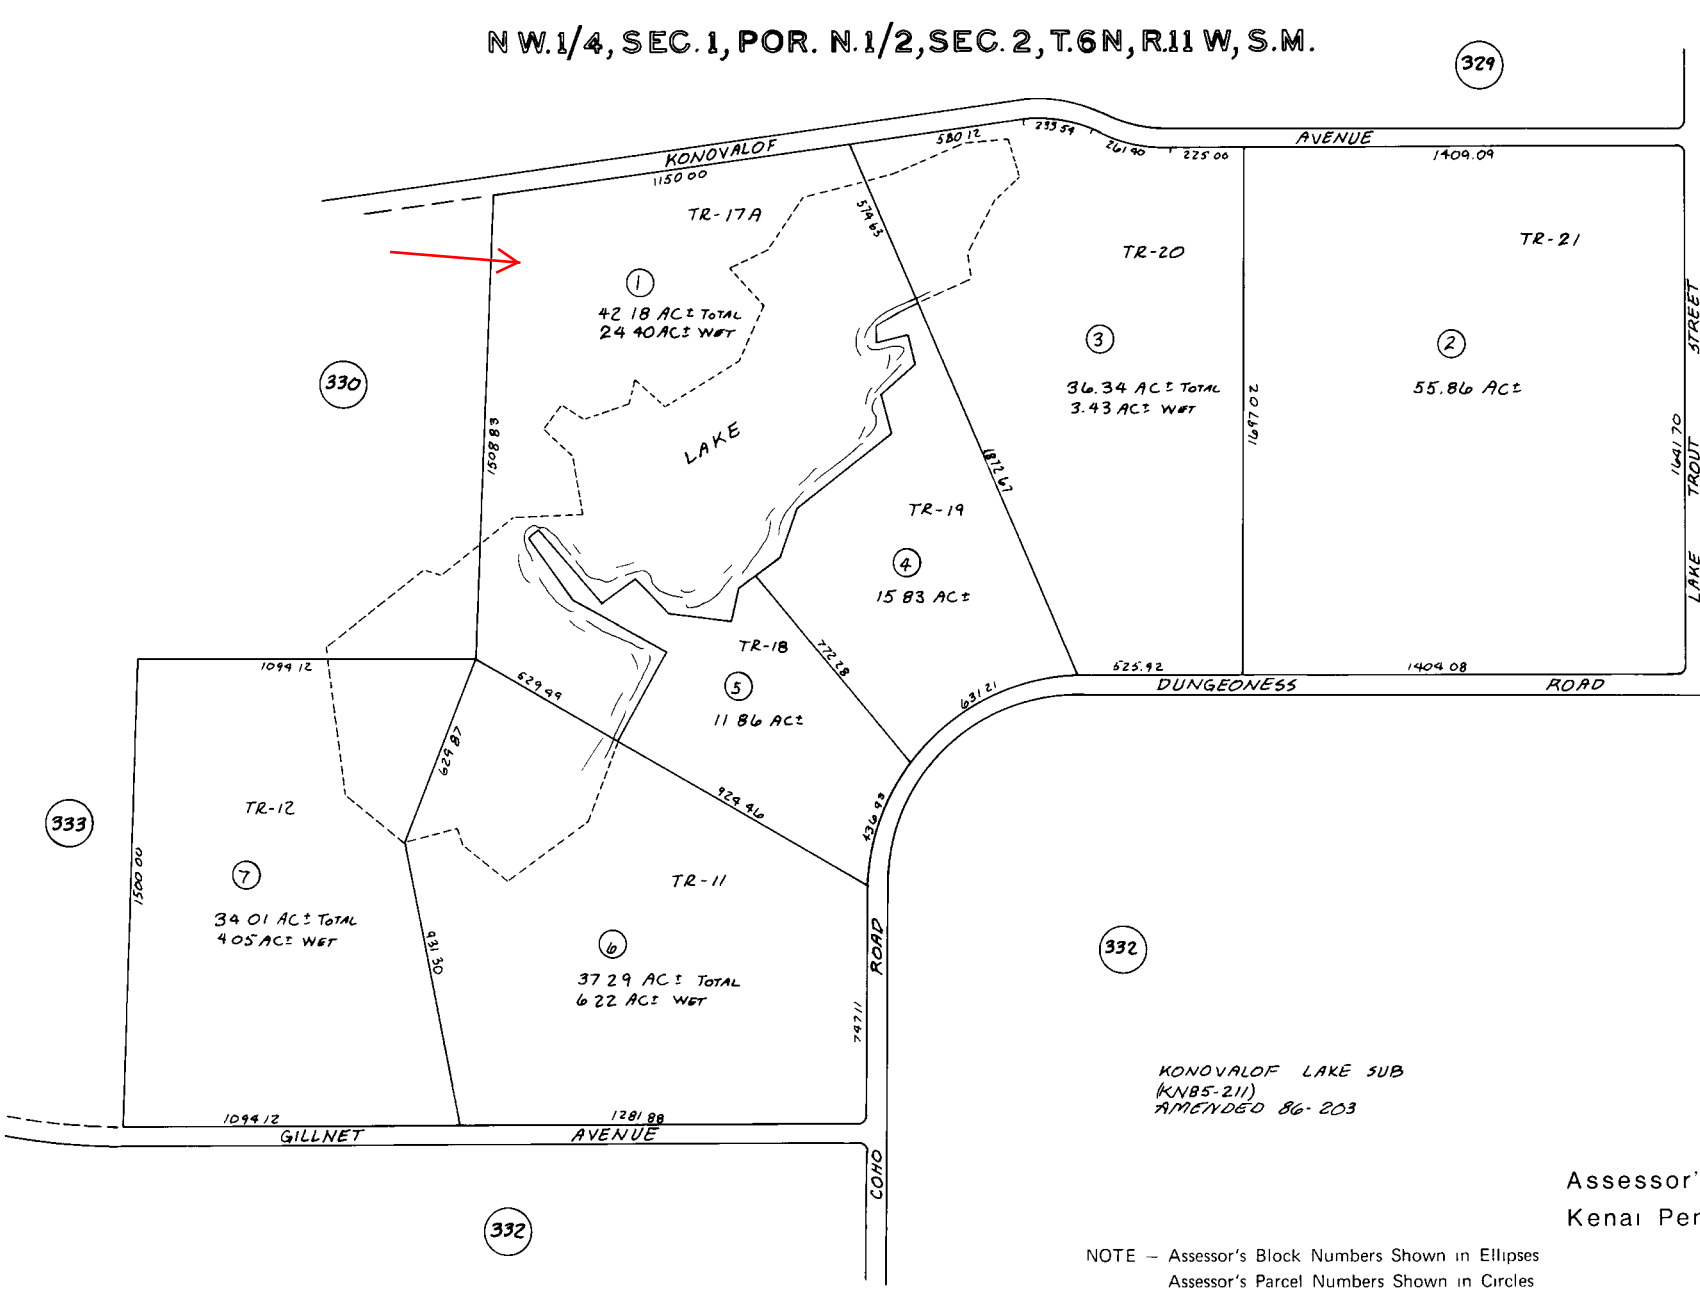 N W. 1/4, SEC. 1, POR. N. 1/2, SEC. 2, T. 6 N, R. 11 W, S. M.
329
KONOVALOF
AVENUE
1150 00
580 12
233 54
261 90
225 00
1409.09
TR-17A
574 63
TR-20
TR-21
1
42 18 AC± TOTAL
24 40 AC± WET
3
36.34 AC± TOTAL
3.43 AC± WET
2
55.86 AC±
LAKE TROUT STREET
330
1508 83
LAKE
1697 02
1641 70
1872 67
TR-19
4
15 83 AC±
TR-18
772 28
5
11 86 AC±
1094 12
629 49
631 21
525.92
1404 08
DUNGEONESS
ROAD
629 87
924 46
436 93
TR-12
333
7
34 01 AC± TOTAL
4 05 AC± WET
1500 00
TR-11
931 30
6
37 29 AC± TOTAL
6 22 AC± WET
COHO ROAD
747 11
332
1094 12
1281 88
GILLNET
AVENUE
332
KONOVALOF LAKE SUB
(KN85-211)
AMENDED 86-203
Assessor'
Kenai Per
NOTE – Assessor's Block Numbers Shown in Ellipses
Assessor's Parcel Numbers Shown in Circles